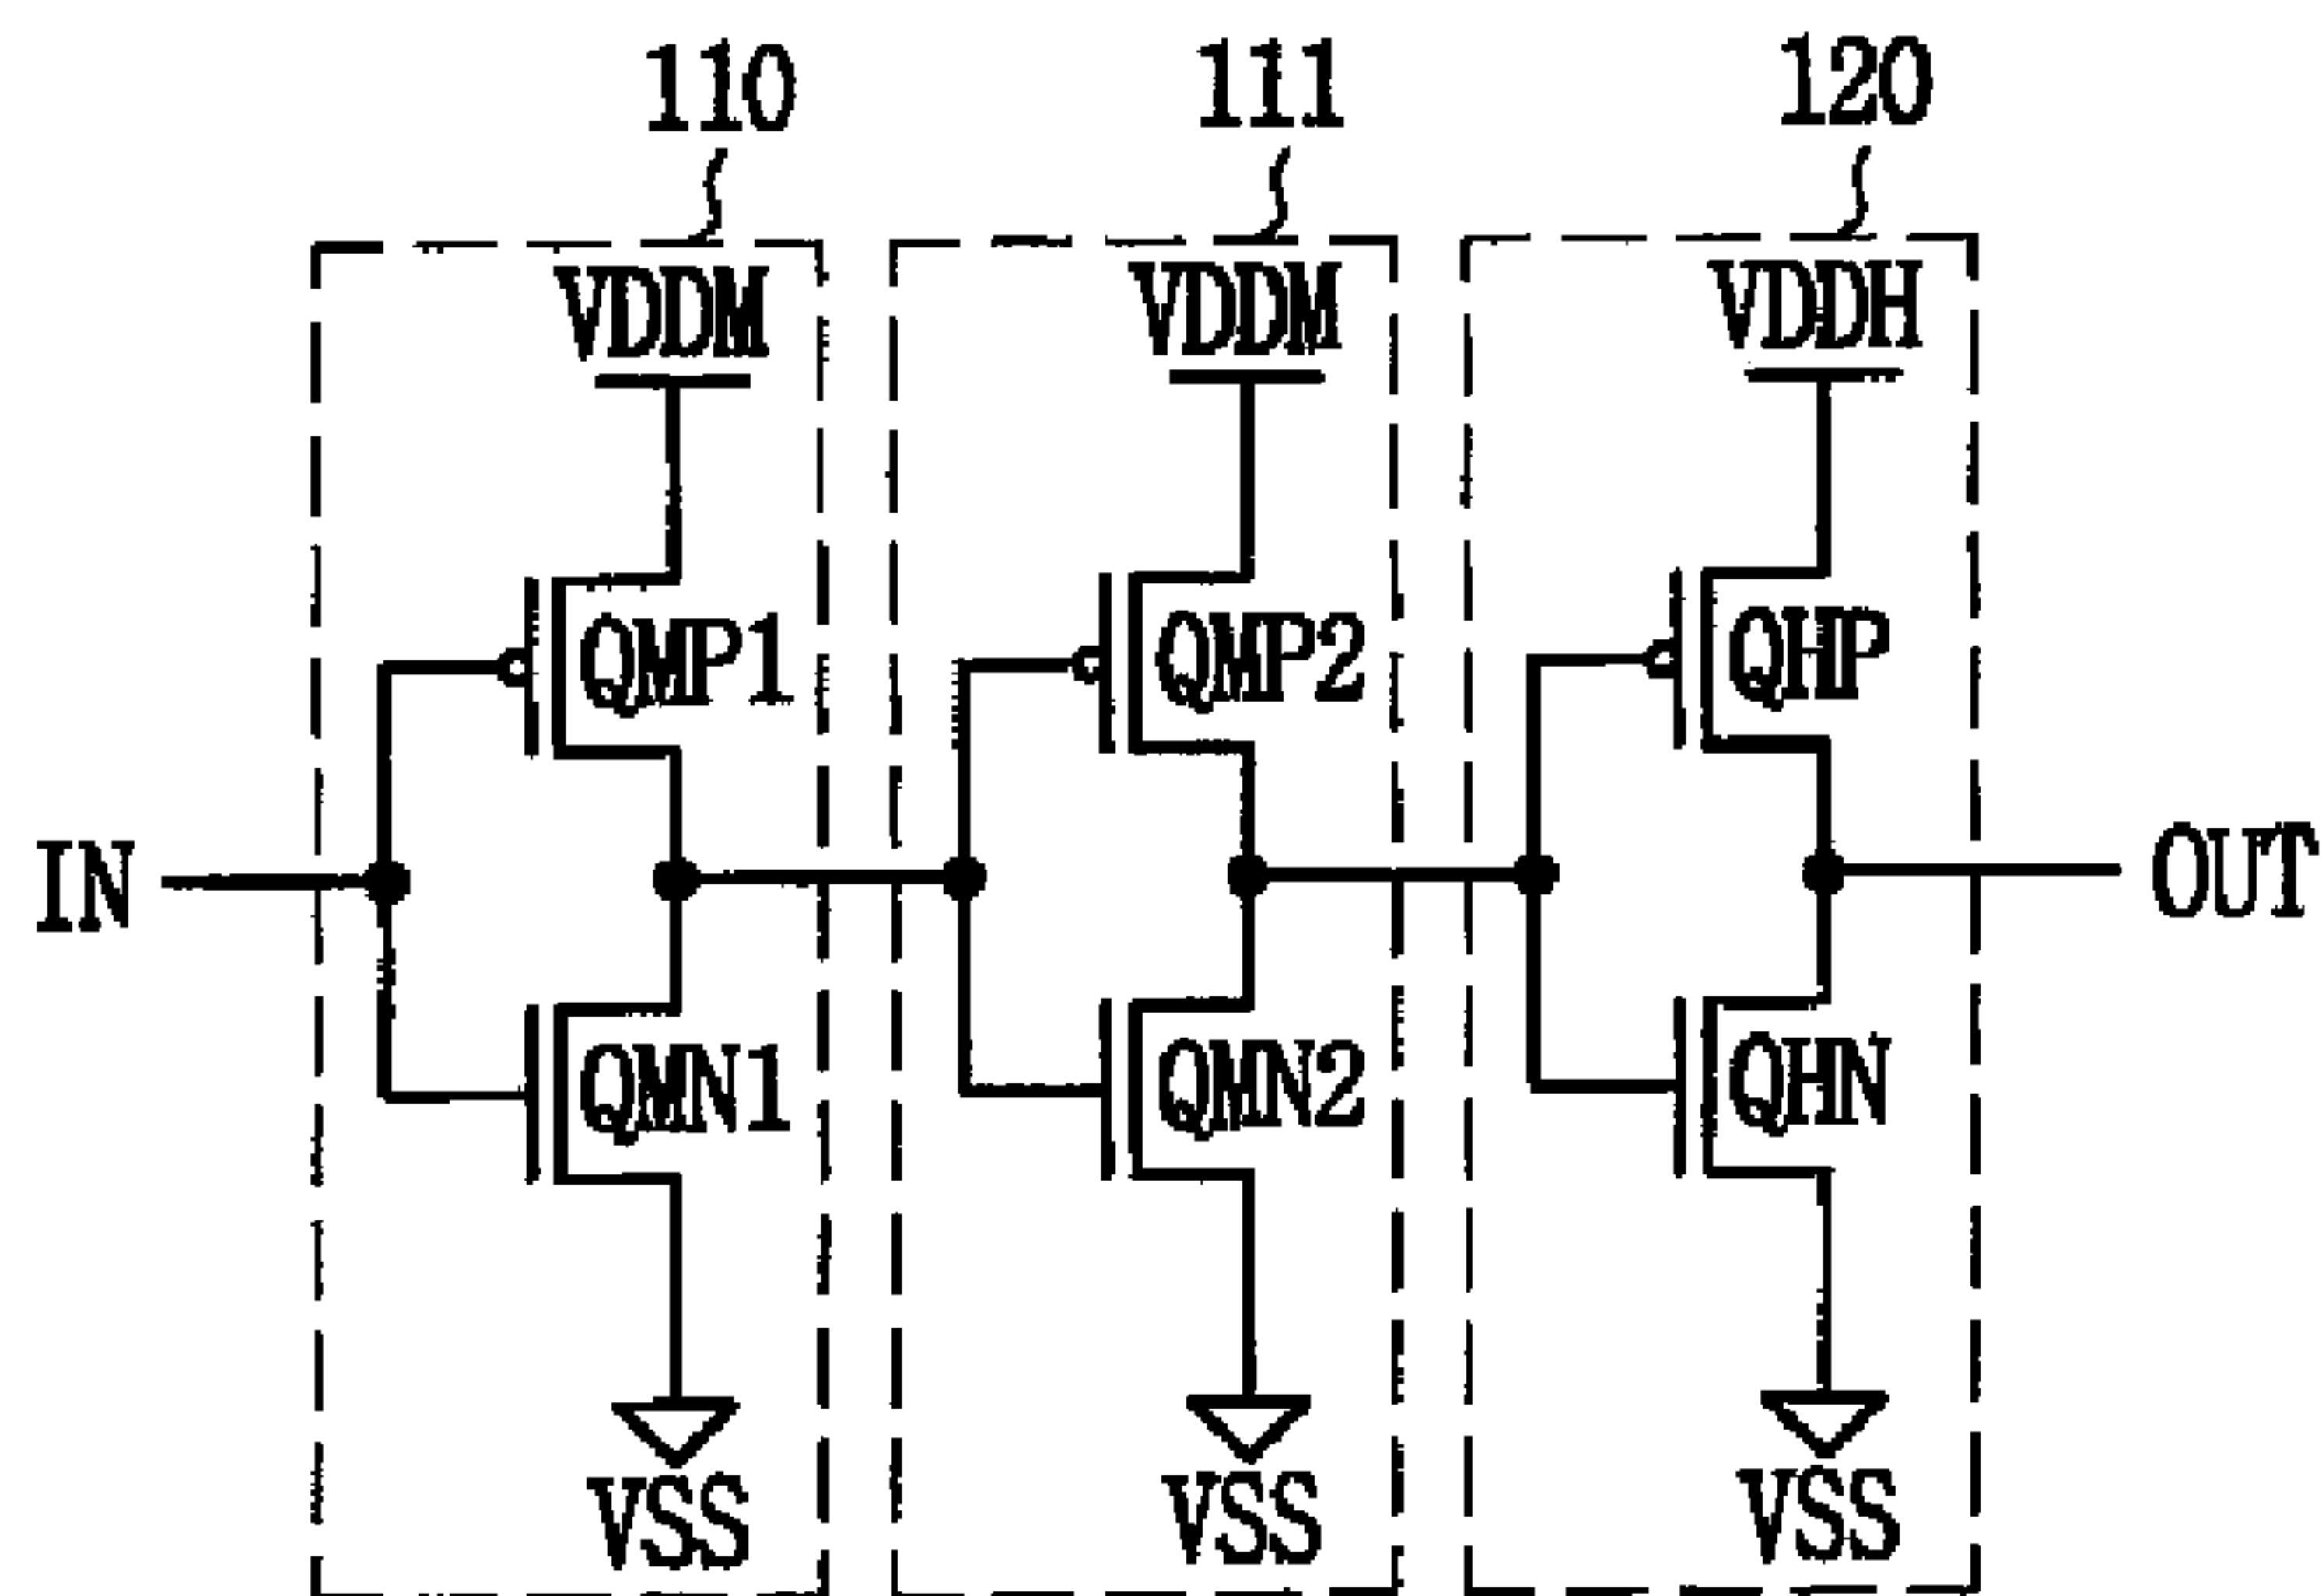 110 111 120
VDDM VDDM VDDH
QMP1 QMP2 QHP
IN OUT
QMN1 QMN2 QHN
VSS VSS VSS